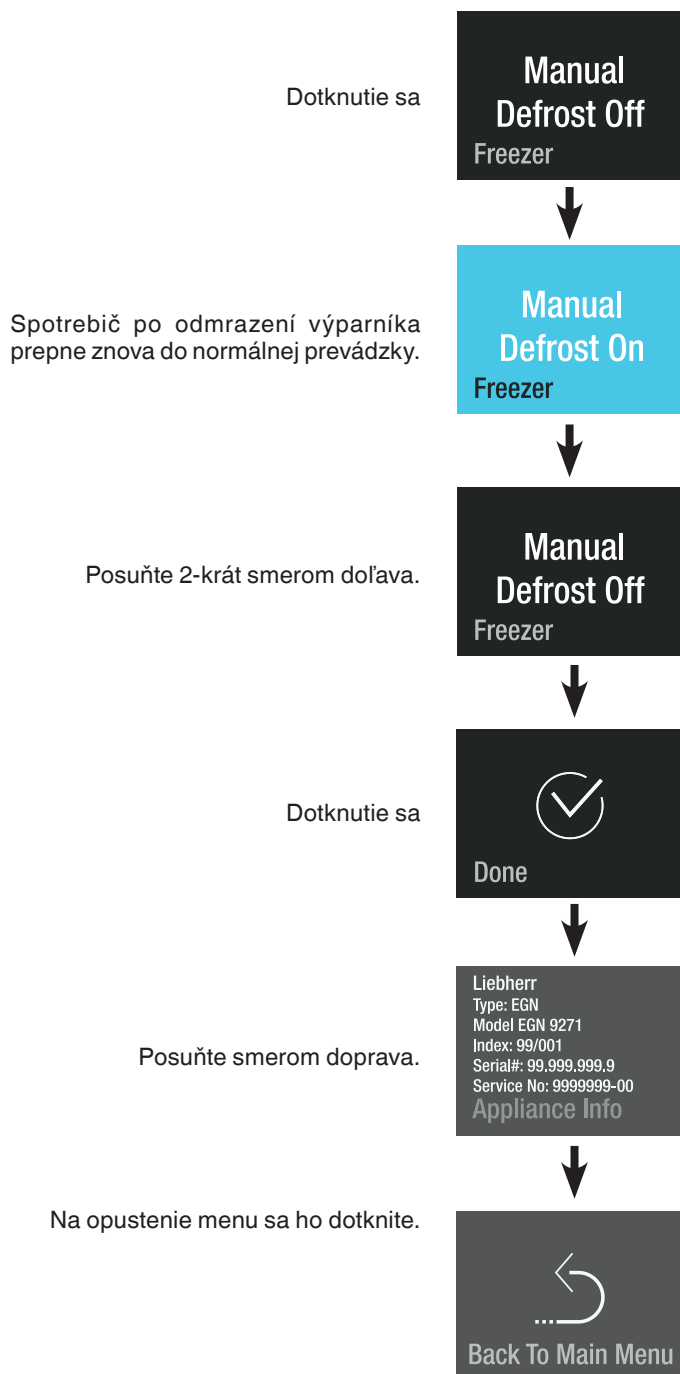 Dotknutie sa
Manual
Defrost Off
Freezer
Spotrebič po odmrazení výparníka
prepne znova do normálnej prevádzky.
Manual
Defrost On
Freezer
Posuňte 2-krát smerom doľava.
Manual
Defrost Off
Freezer
Dotknutie sa
Done
Posuňte smerom doprava.
Liebherr
Type: EGN
Model EGN 9271
Index: 99/001
Serial#: 99.999.999.9
Service No: 9999999-00
Appliance Info
Na opustenie menu sa ho dotknite.
Back To Main Menu